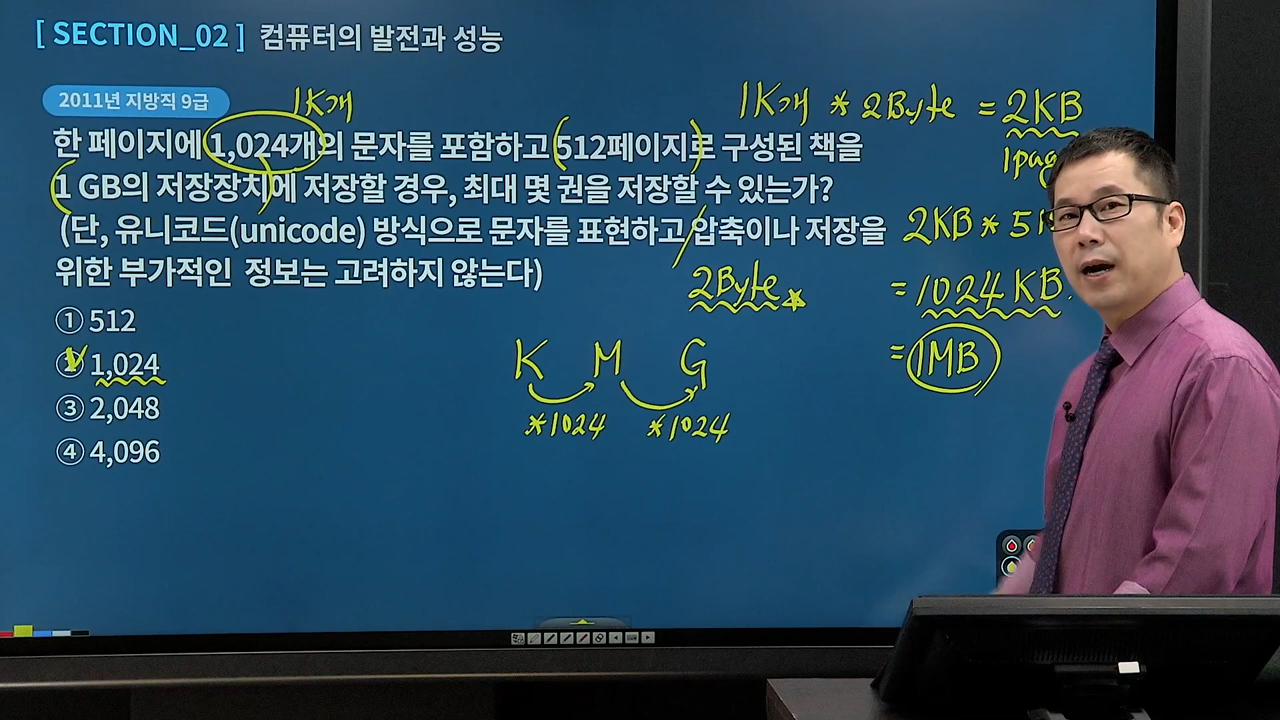 [ SECTION_02 ] 컴퓨터의 발전과 성능
2011년 지방직 9급
1K개
1K개 * 2Byte = 2KB
한 페이지에 1,024개의 문자를 포함하고 512페이지로 구성된 책을
1 GB의 저장장치에 저장할 경우, 최대 몇 권을 저장할 수 있는가?
(단, 유니코드(unicode) 방식으로 문자를 표현하고 압축이나 저장을
위한 부가적인 정보는 고려하지 않는다)
2KB *
2Byte
= 1024 KB
= 1MB
① 512
② 1,024
③ 2,048
④ 4,096
K M G
*1024 *1024